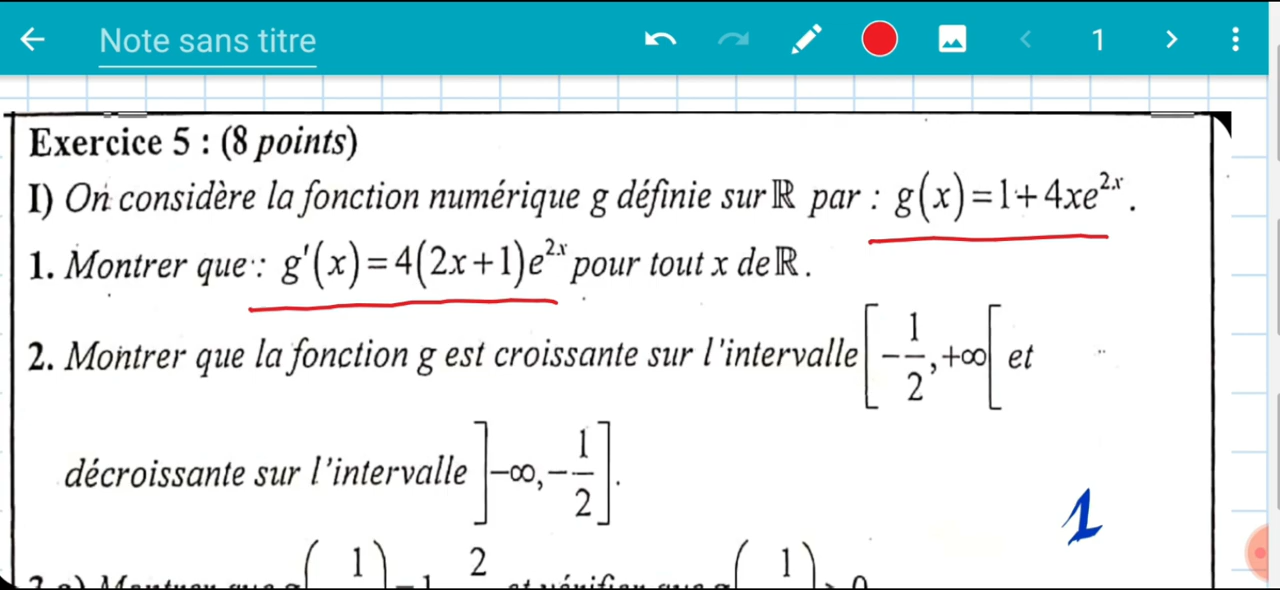 Note sans titre 1
Exercice 5 : (8 points)
I) On considère la fonction numérique g définie sur ℝ par : g(x)=1+4xe^{2x}.
1. Montrer que : g'(x)=4(2x+1)e^{2x} pour tout x de ℝ.
2. Montrer que la fonction g est croissante sur l'intervalle [-1/2,+∞[ et
décroissante sur l'intervalle ]-∞,-1/2].
1